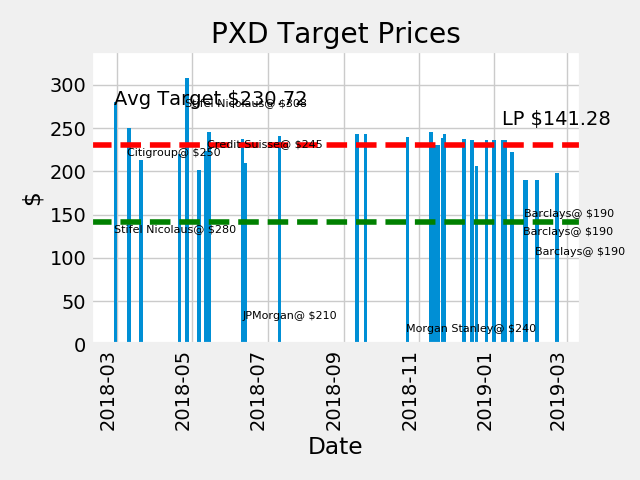 PXD Target Prices
300
250
200
150
100
50
0
$
Avg Target $230.72
Stifel Nicolaus@ $308
LP $141.28
Credit Suisse@ $245
Citigroup@ $250
Barclays@ $190
Stifel Nicolaus@ $280
Barclays@ $190
Barclays@ $190
JPMorgan@ $210
Morgan Stanley@ $240
2018-03
2018-05
2018-07
2018-09
2018-11
2019-01
2019-03
Date